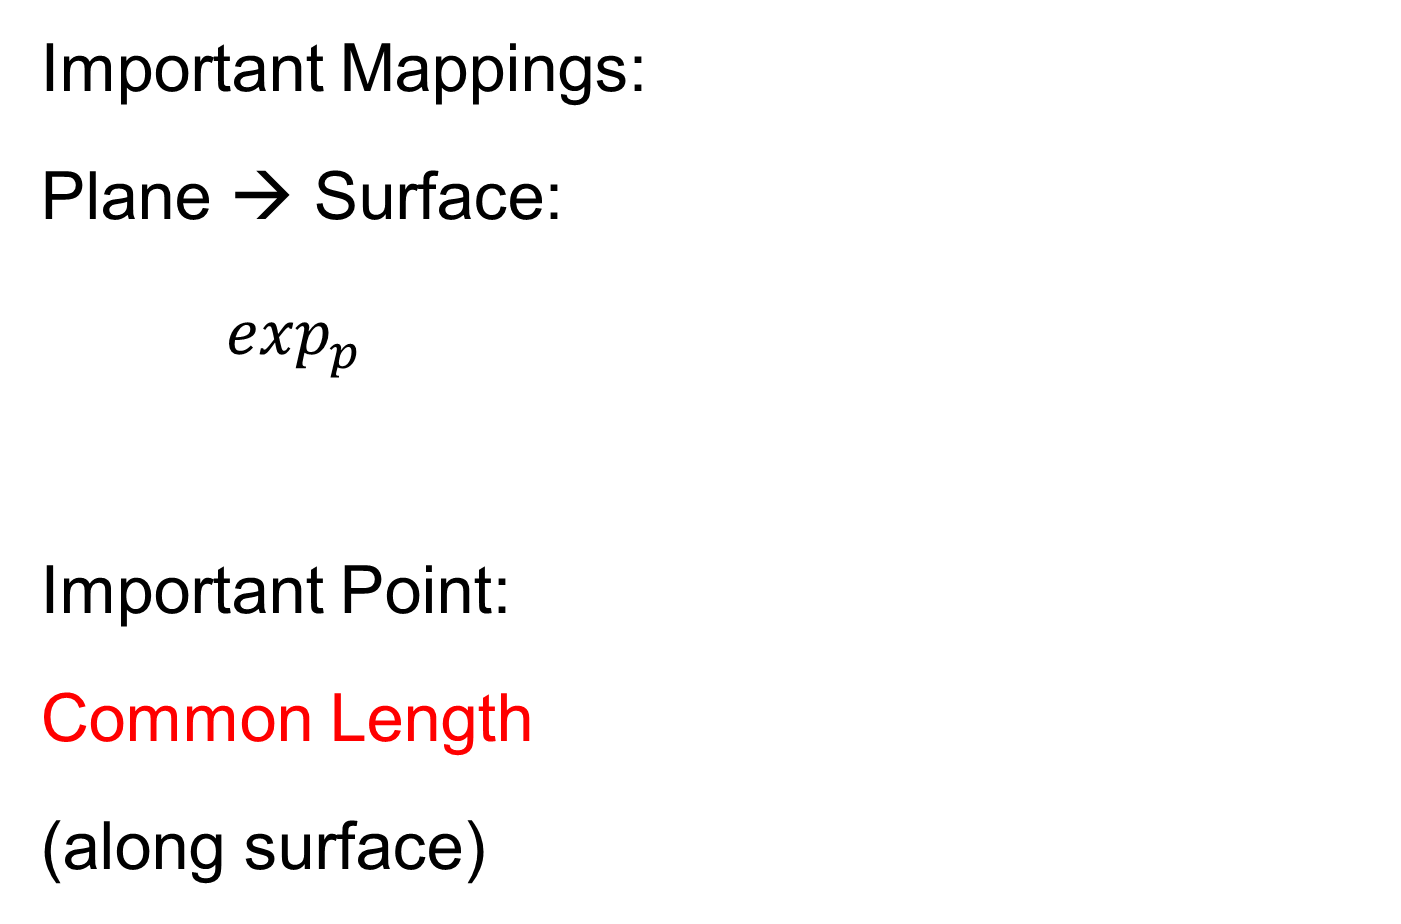 Important Mappings:
Plane → Surface:
exp_p
Important Point:
Common Length
(along surface)